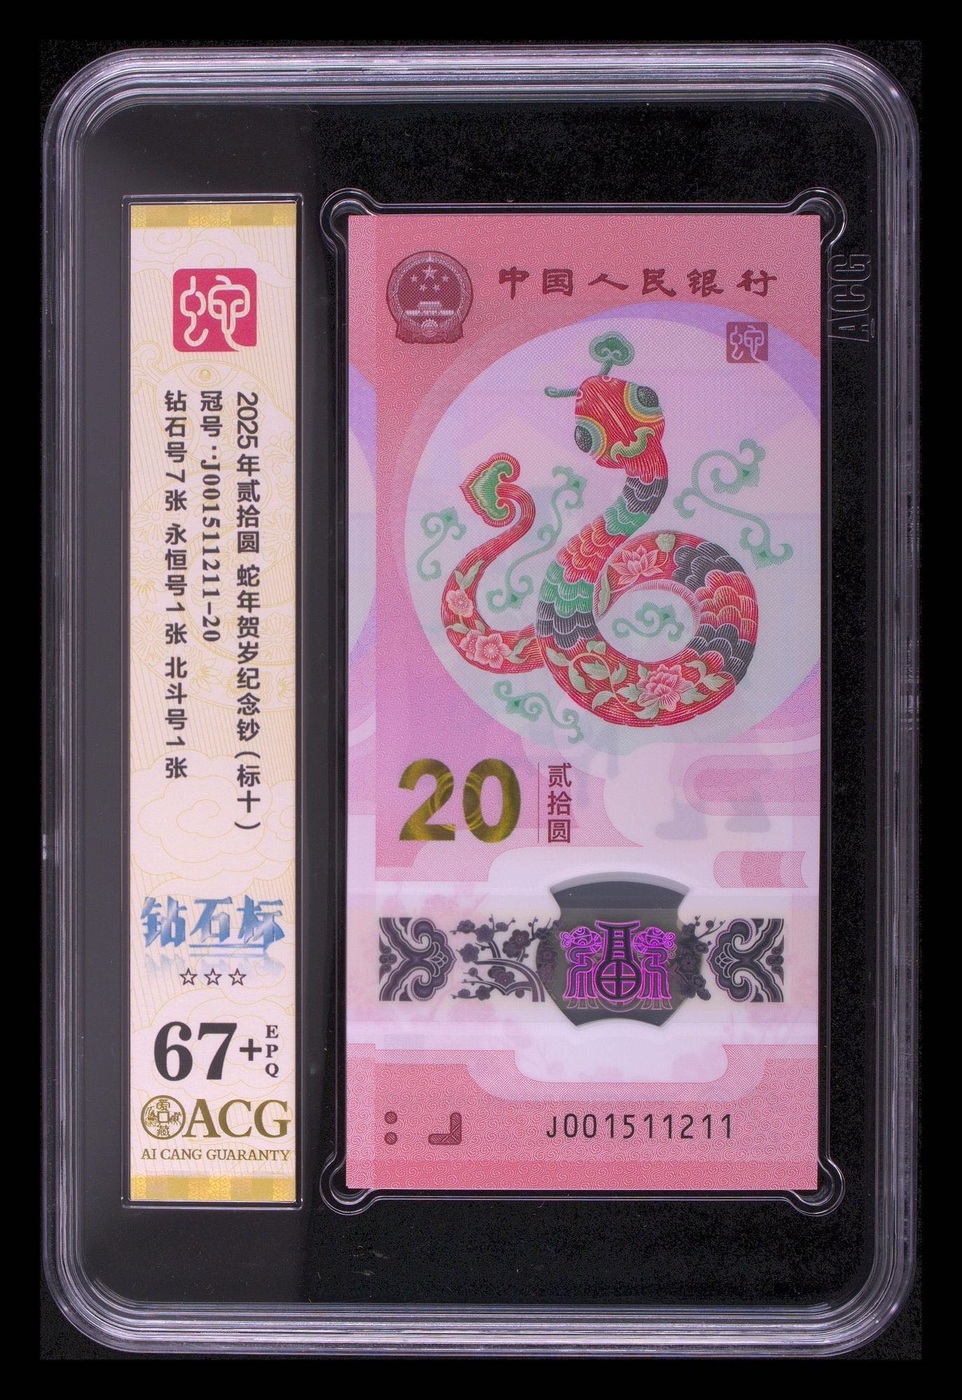 蛇
2025年贰拾圆 蛇年贺岁纪念钞（标十）
冠号：J001511211-20
钻石号7张 永恒号1张 北斗号1张
钻石标
☆☆☆
67+EPQ
ACG
AI CANG GUARANTY
中国人民银行
蛇
20 贰拾圆
福
J001511211
ACG